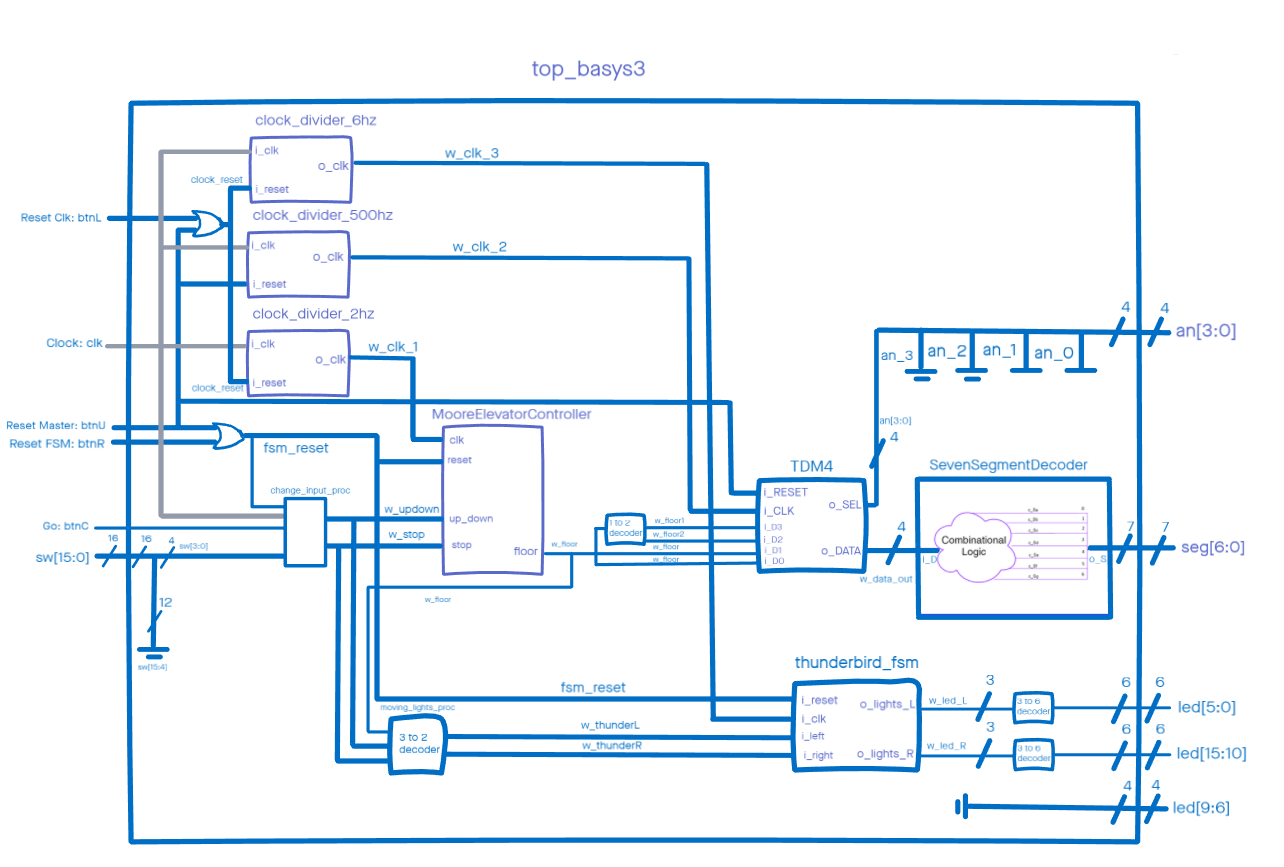 top_basys3
clock_divider_6hz
i_clk
o_clk
i_reset
clock_reset
w_clk_3
Reset Clk: btnL
clock_divider_500hz
i_clk
o_clk
i_reset
w_clk_2
clock_divider_2hz
i_clk
o_clk
i_reset
clock_reset
w_clk_1
Clock: clk
Reset Master: btnU
Reset FSM: btnR
fsm_reset
MooreElevatorController
clk
reset
up_down
stop
floor
change_input_proc
w_updown
w_stop
Go: btnC
sw[15:0]
16
16
4
sw[3:0]
12
sw[15:4]
w_floor
w_floor
1 to 2
decoder
w_floor1
w_floor2
w_floor
w_floor
TDM4
i_RESET
i_CLK
i_D3
i_D2
i_D1
i_D0
o_SEL
o_DATA
an[3:0]
4
an_3
an_2
an_1
an_0
4
4
an[3:0]
4
w_data_out
SevenSegmentDecoder
i_D
Combinational
Logic
o_S
7
7
seg[6:0]
fsm_reset
moving_lights_proc
3 to 2
decoder
w_thunderL
w_thunderR
thunderbird_fsm
i_reset
i_clk
i_left
i_right
o_lights_L
o_lights_R
w_led_L
3
3 to 6
decoder
6
6
led[5:0]
w_led_R
3
3 to 6
decoder
6
6
led[15:10]
4
4
led[9:6]